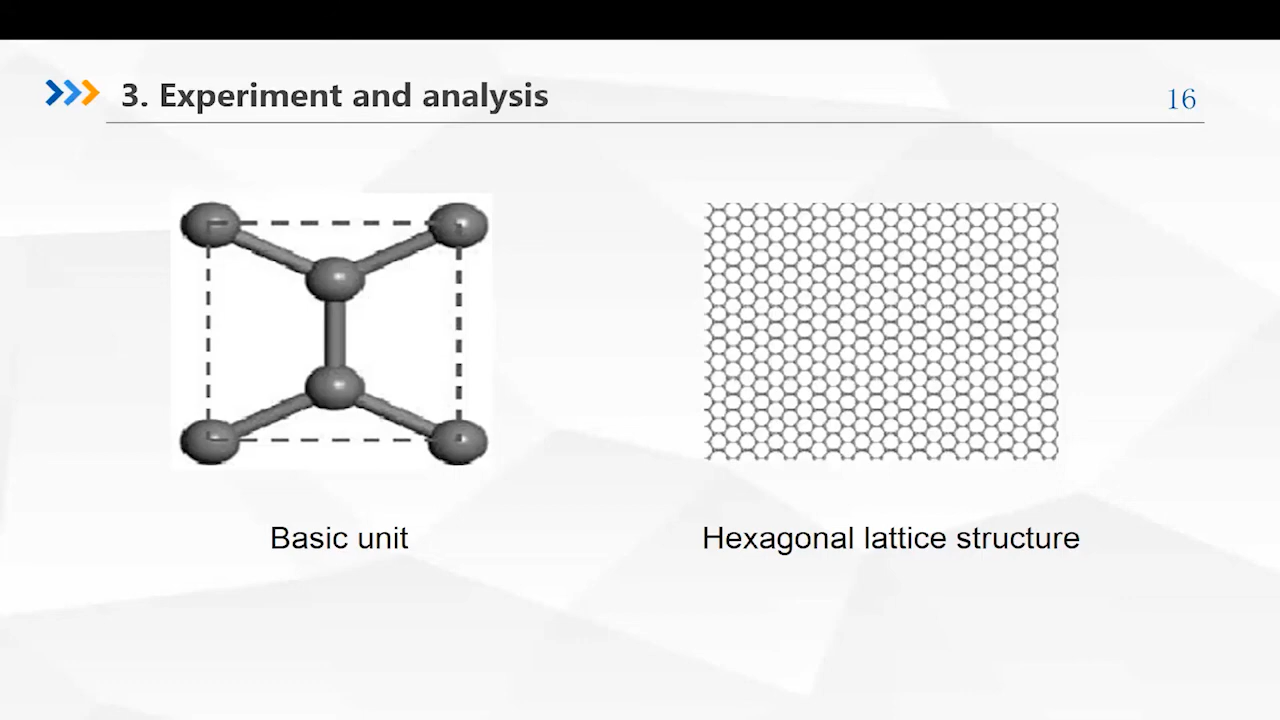 3. Experiment and analysis
16
Basic unit
Hexagonal lattice structure